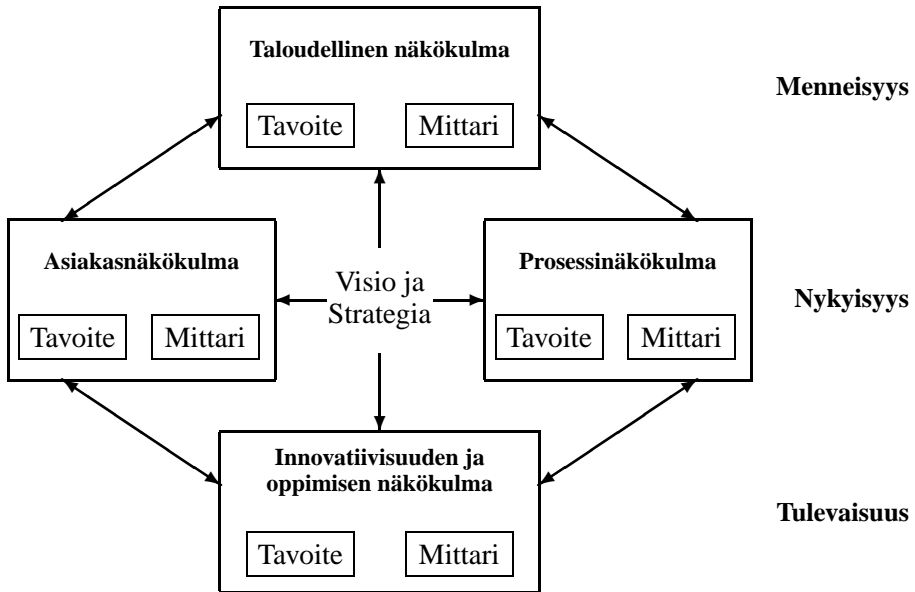 Taloudellinen näkökulma
Tavoite
Mittari
Menneisyys
Asiakasnäkökulma
Tavoite
Mittari
Visio ja
Strategia
Prosessinäkökulma
Tavoite
Mittari
Nykyisyys
Innovatiivisuuden ja
oppimisen näkökulma
Tavoite
Mittari
Tulevaisuus